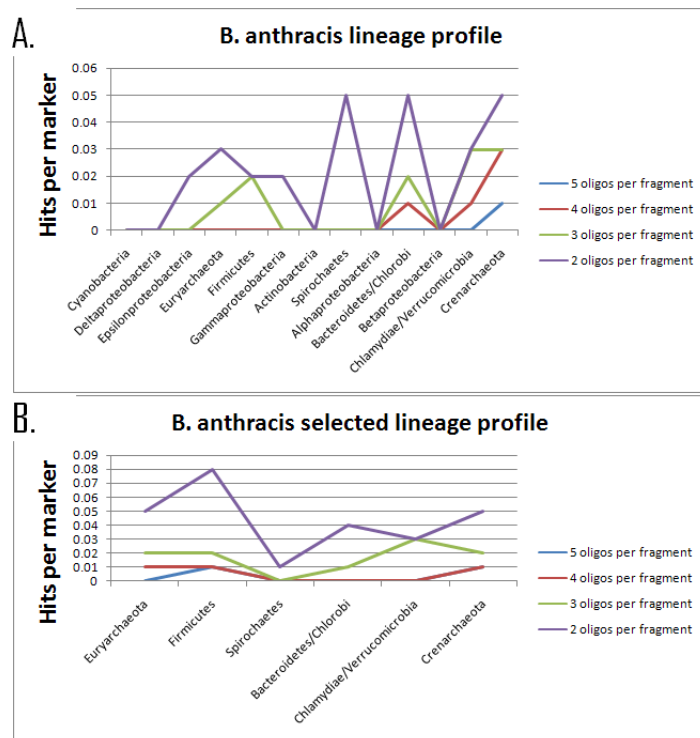 A.
B. anthracis lineage profile
Hits per marker
0.06
0.05
0.04
0.03
0.02
0.01
0
Cyanobacteria
Deltaproteobacteria
Epsilonproteobacteria
Euryarchaeota
Firmicutes
Gammaproteobacteria
Actinobacteria
Spirochaetes
Alphaproteobacteria
Bacteroidetes/Chlorobi
Betaproteobacteria
Chlamydiae/Verrucomicrobia
Crenarchaeota
5 oligos per fragment
4 oligos per fragment
3 oligos per fragment
2 oligos per fragment
B.
B. anthracis selected lineage profile
Hits per marker
0.09
0.08
0.07
0.06
0.05
0.04
0.03
0.02
0.01
0
Euryarchaeota
Firmicutes
Spirochaetes
Bacteroidetes/Chlorobi
Chlamydiae/Verrucomicrobia
Crenarchaeota
5 oligos per fragment
4 oligos per fragment
3 oligos per fragment
2 oligos per fragment